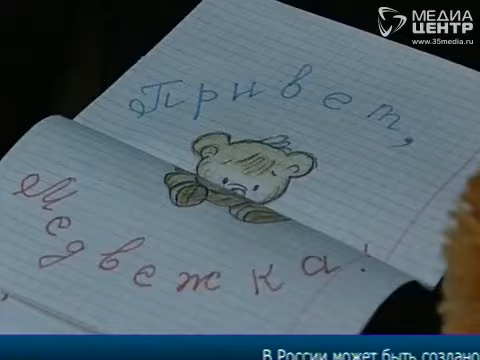 МЕДИА
ЦЕНТР
www.35media.ru
Привет,
Медвежка!
В России может быть создано